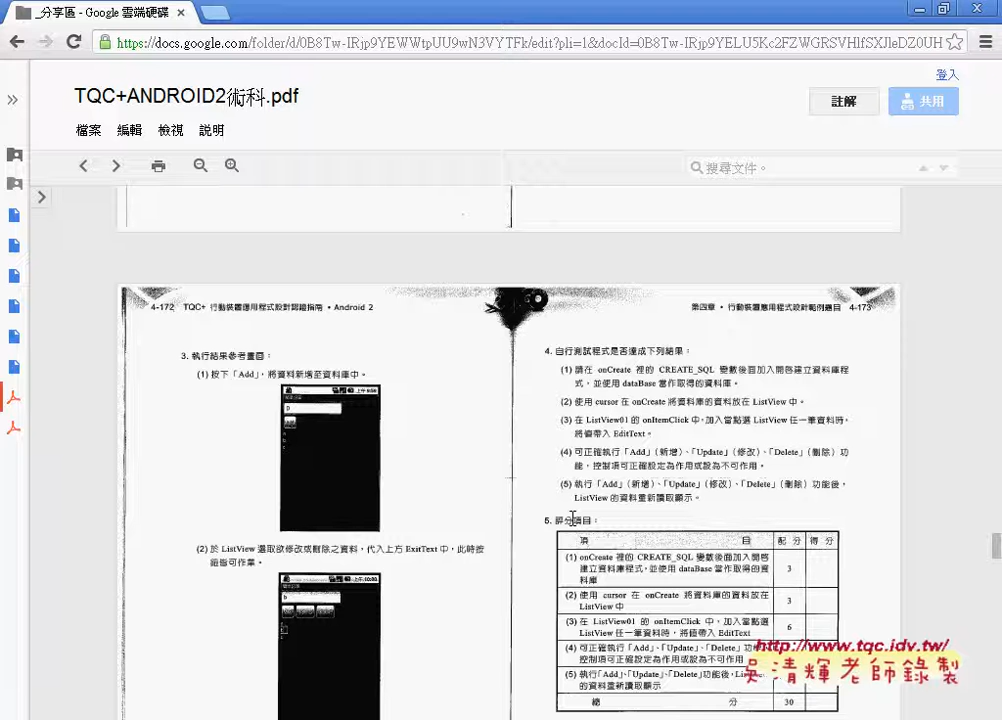 _分享區 - Google 雲端硬碟
https://docs.google.com/folder/d/0B8Tw-IRjp9YEWWtpUU9wN3VYTFk/edit?pli=1&docId=0B8Tw-IRjp9YELU5Kc2FZWGRSVHlfSXJleDZ0UH
登入
TQC+ANDROID2術科.pdf
註解
共用
檔案 編輯 檢視 說明
搜尋文件。
4-172 TQC+ 行動裝置應用程式設計認證指南 • Android 2
3. 執行結果參考畫面：
(1) 按下「Add」，將資料新增至資料庫中。
(2) 於 ListView 選取欲修改或刪除之資料，代入上方 ExitText 中，此時按
鈕皆可作業。
第四章 • 行動裝置應用程式設計範例題目 4-173
4. 自行測試程式是否達成下列結果：
(1) 請在 onCreate 裡的 CREATE_SQL 變數後面加入開啟建立資料庫程
式，並使用 dataBase 當作取得的資料庫。
(2) 使用 cursor 在 onCreate 將資料庫的資料放在 ListView 中。
(3) 在 ListView01 的 onItemClick 中，加入當點選 ListView 任一筆資料時，
將值帶入 EditText。
(4) 可正確執行「Add」（新增）、「Update」（修改）、「Delete」（刪除）功
能，控制項可正確設定為作用或設為不可作用。
(5) 執行「Add」（新增）、「Update」（修改）、「Delete」（刪除）功能後，
ListView 的資料重新讀取顯示。
5. 評分項目：
項 目 配 分 得 分
(1) onCreate 裡的 CREATE_SQL 變數後面加入開啟
建立資料庫程式，並使用 dataBase 當作取得的資
料庫
3
(2) 使用 cursor 在 onCreate 將資料庫的資料放在
ListView 中
3
(3) 在 ListView01 的 onItemClick 中，加入當點選
ListView 任一筆資料時，將值帶入 EditText
6
(4) 可正確執行「Add」、「Update」、「Delete」功
控制項可正確設定為作用或設為不可作用
(5) 執行「Add」、「Update」、「Delete」功能後，
的資料重新讀取顯示
總 分 30
http://www.tqc.idv.tw/
吳清輝老師錄製